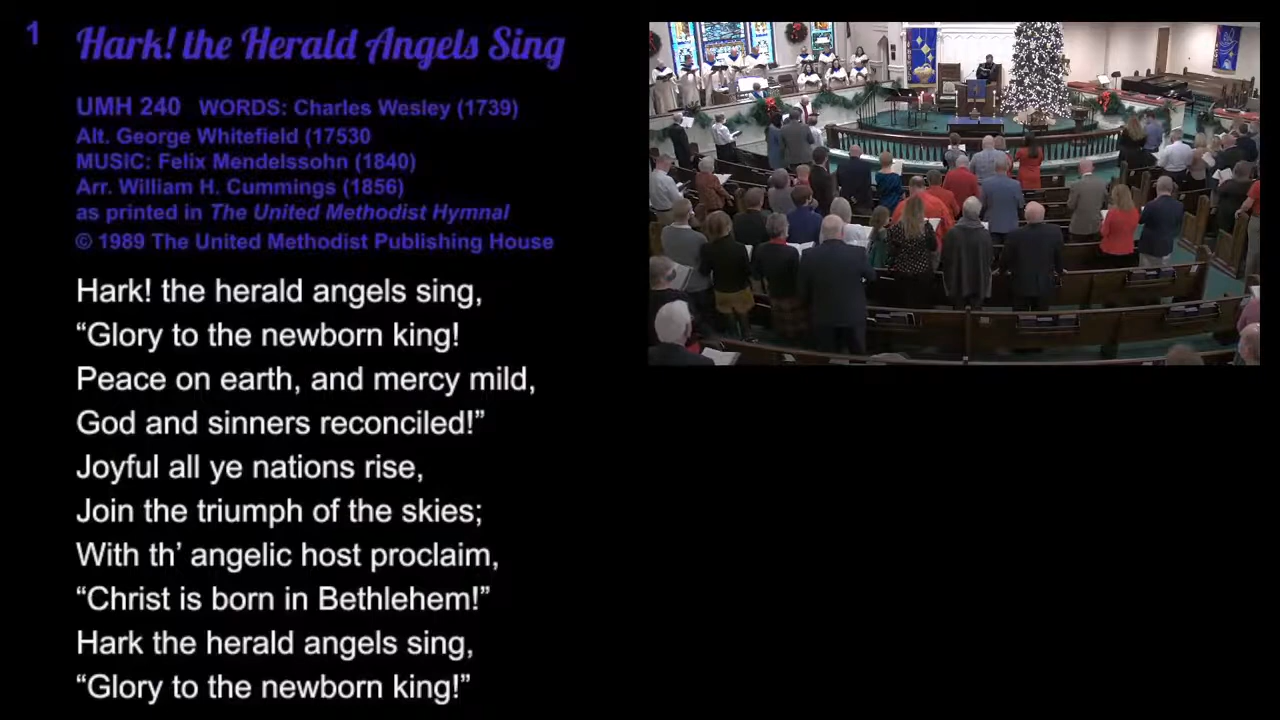 1
Hark! the Herald Angels Sing
UMH 240 WORDS: Charles Wesley (1739)
Alt. George Whitefield (17530
MUSIC: Felix Mendelssohn (1840)
Arr. William H. Cummings (1856)
as printed in The United Methodist Hymnal
© 1989 The United Methodist Publishing House
Hark! the herald angels sing,
“Glory to the newborn king!
Peace on earth, and mercy mild,
God and sinners reconciled!”
Joyful all ye nations rise,
Join the triumph of the skies;
With th’ angelic host proclaim,
“Christ is born in Bethlehem!”
Hark the herald angels sing,
“Glory to the newborn king!”